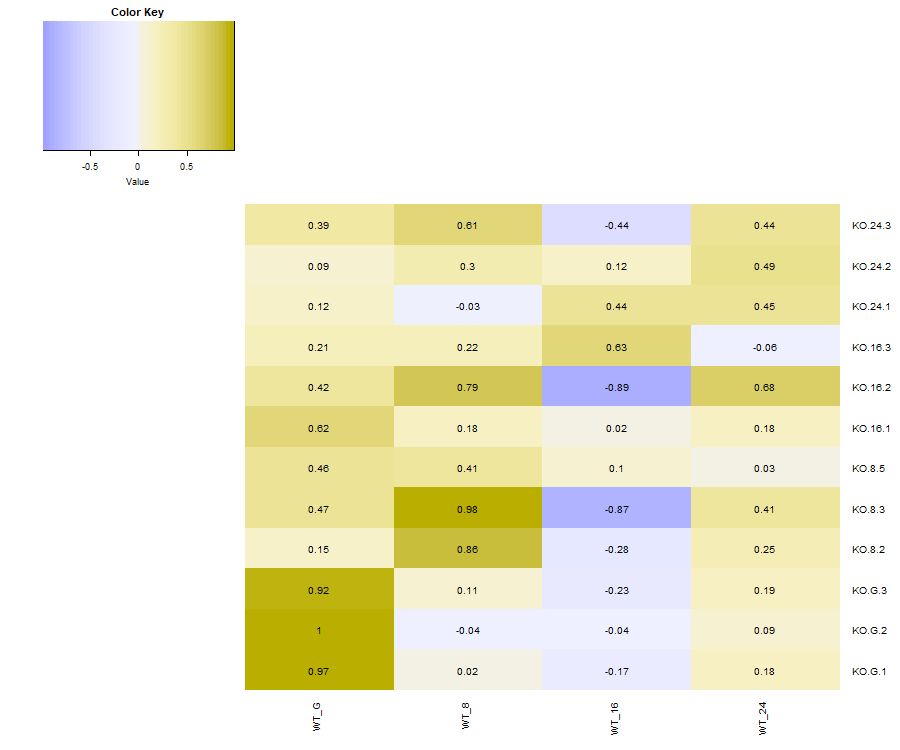 Color Key
-0.5 0 0.5
Value
0.39 0.61 -0.44 0.44 KO.24.3
0.09 0.3 0.12 0.49 KO.24.2
0.12 -0.03 0.44 0.45 KO.24.1
0.21 0.22 0.63 -0.06 KO.16.3
0.42 0.79 -0.89 0.68 KO.16.2
0.62 0.18 0.02 0.18 KO.16.1
0.46 0.41 0.1 0.03 KO.8.5
0.47 0.98 -0.87 0.41 KO.8.3
0.15 0.86 -0.28 0.25 KO.8.2
0.92 0.11 -0.23 0.19 KO.G.3
1 -0.04 -0.04 0.09 KO.G.2
0.97 0.02 -0.17 0.18 KO.G.1
WT_G WT_8 WT_16 WT_24